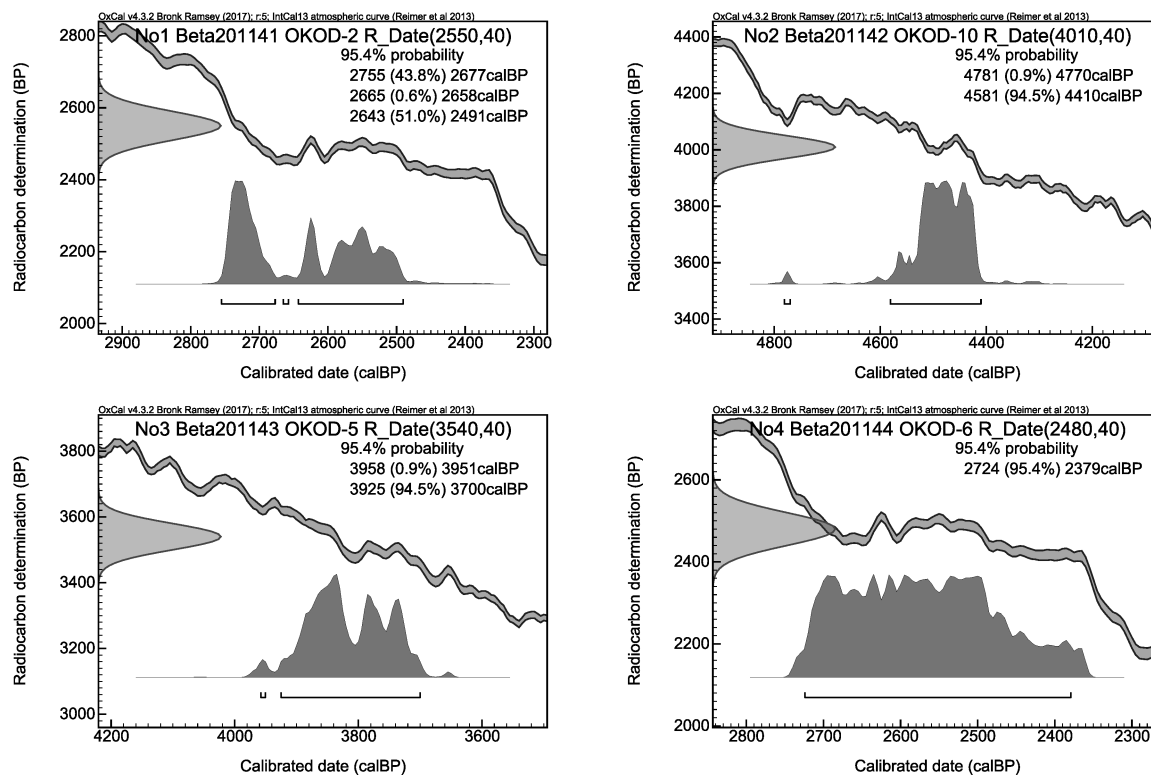 OxCal v4.3.2 Bronk Ramsey (2017); r:5; IntCal13 atmospheric curve (Reimer et al 2013)
No1 Beta201141 OKOD-2 R_Date(2550,40)
95.4% probability
2755 (43.8%) 2677calBP
2665 (0.6%) 2658calBP
2643 (51.0%) 2491calBP
Radiocarbon determination (BP)
2800
2600
2400
2200
2000
2900 2800 2700 2600 2500 2400 2300
Calibrated date (calBP)
OxCal v4.3.2 Bronk Ramsey (2017); r:5; IntCal13 atmospheric curve (Reimer et al 2013)
No2 Beta201142 OKOD-10 R_Date(4010,40)
95.4% probability
4781 (0.9%) 4770calBP
4581 (94.5%) 4410calBP
Radiocarbon determination (BP)
4400
4200
4000
3800
3600
3400
4800 4600 4400 4200
Calibrated date (calBP)
OxCal v4.3.2 Bronk Ramsey (2017); r:5; IntCal13 atmospheric curve (Reimer et al 2013)
No3 Beta201143 OKOD-5 R_Date(3540,40)
95.4% probability
3958 (0.9%) 3951calBP
3925 (94.5%) 3700calBP
Radiocarbon determination (BP)
3800
3600
3400
3200
3000
4200 4000 3800 3600
Calibrated date (calBP)
OxCal v4.3.2 Bronk Ramsey (2017); r:5; IntCal13 atmospheric curve (Reimer et al 2013)
No4 Beta201144 OKOD-6 R_Date(2480,40)
95.4% probability
2724 (95.4%) 2379calBP
Radiocarbon determination (BP)
2600
2400
2200
2000
2800 2700 2600 2500 2400 2300
Calibrated date (calBP)